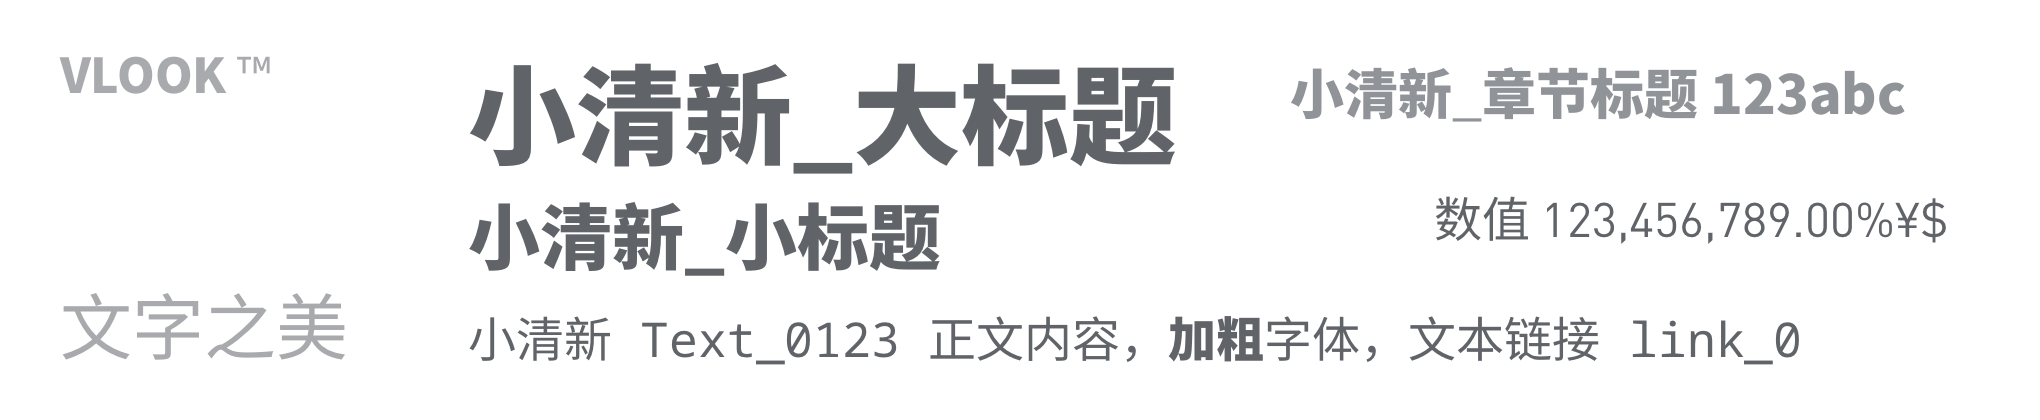 VLOOK™
文字之美
小清新_大标题
小清新_小标题
小清新 Text_0123 正文内容，加粗字体，文本链接 link_0
小清新_章节标题 123abc
数值 123,456,789.00%¥$